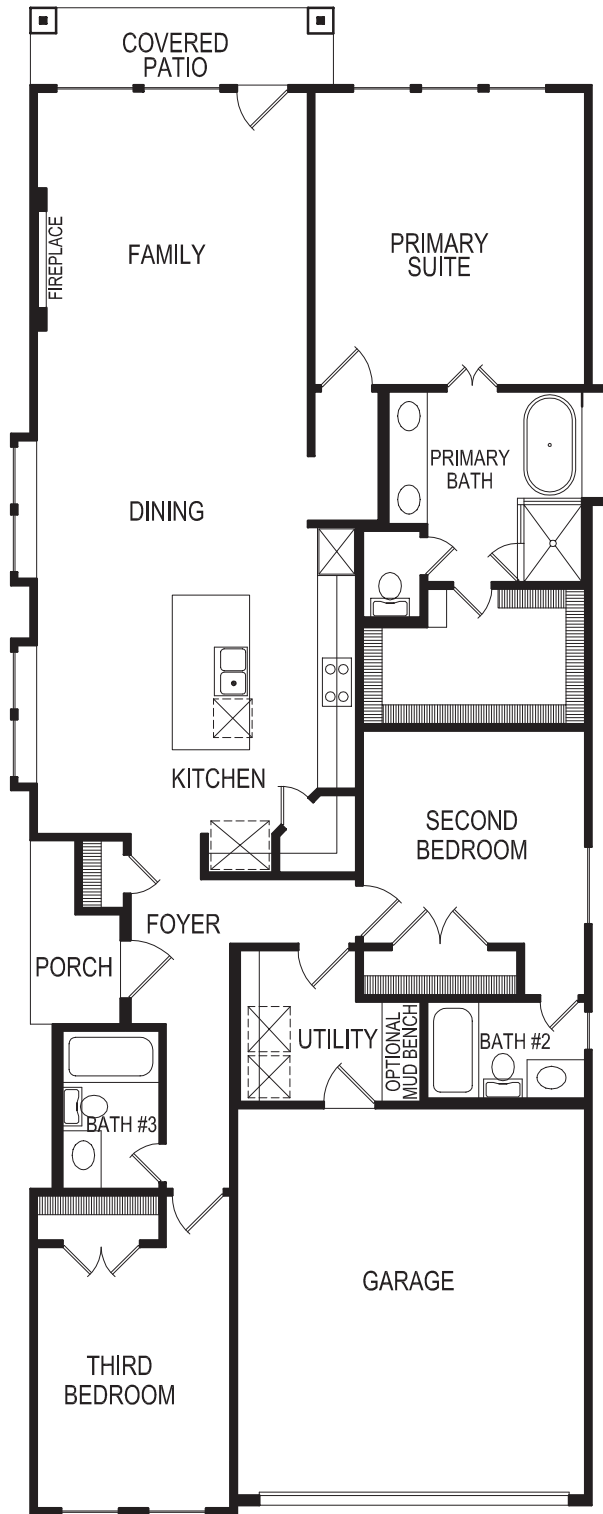 COVERED
PATIO
FAMILY
FIREPLACE
PRIMARY
SUITE
PRIMARY
BATH
DINING
KITCHEN
SECOND
BEDROOM
FOYER
PORCH
UTILITY
OPTIONAL
MUD BENCH
BATH #2
BATH #3
GARAGE
THIRD
BEDROOM